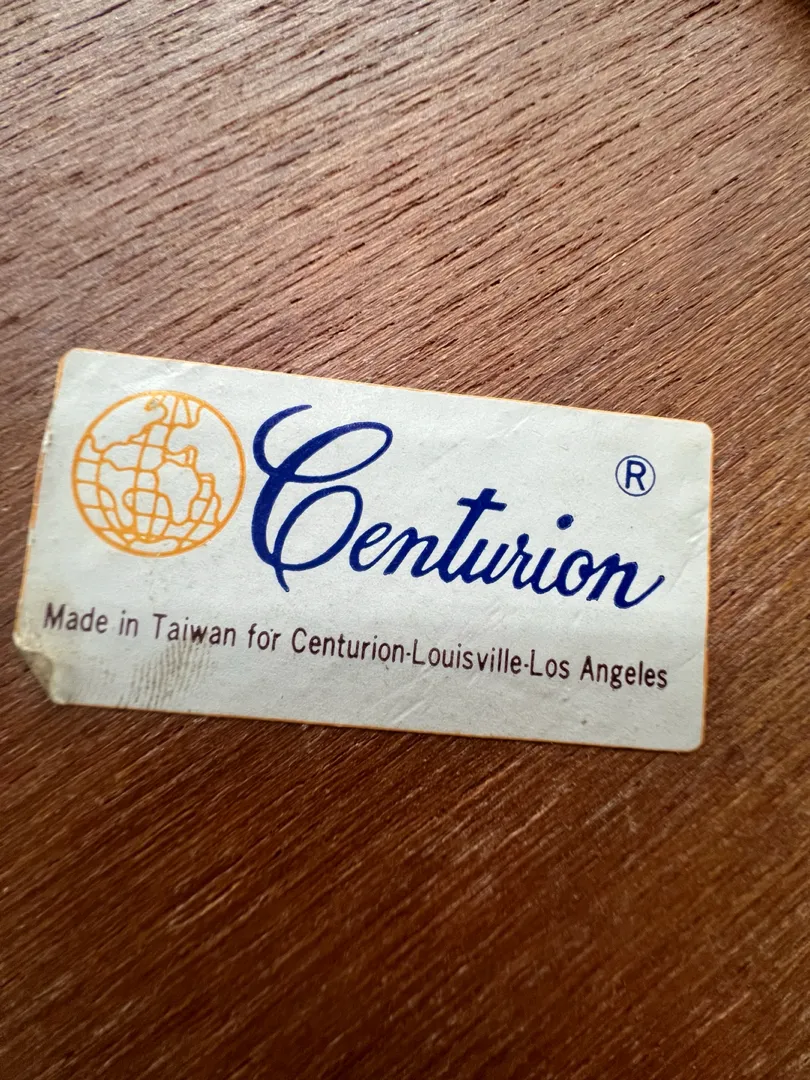 Centurion ®
Made in Taiwan for Centurion-Louisville-Los Angeles